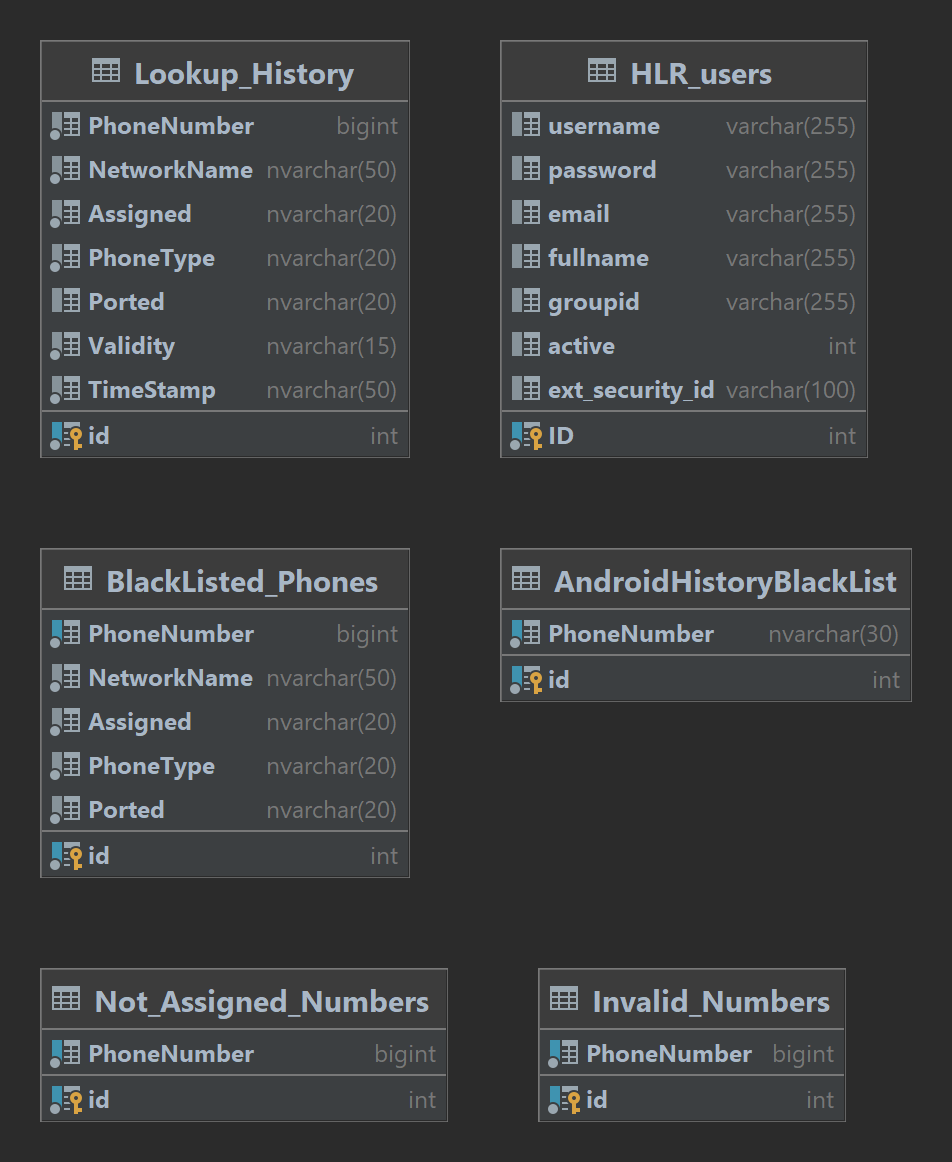 Lookup_History
PhoneNumber bigint
NetworkName nvarchar(50)
Assigned nvarchar(20)
PhoneType nvarchar(20)
Ported nvarchar(20)
Validity nvarchar(15)
TimeStamp nvarchar(50)
id int
HLR_users
username varchar(255)
password varchar(255)
email varchar(255)
fullname varchar(255)
groupid varchar(255)
active int
ext_security_id varchar(100)
ID int
BlackListed_Phones
PhoneNumber bigint
NetworkName nvarchar(50)
Assigned nvarchar(20)
PhoneType nvarchar(20)
Ported nvarchar(20)
id int
AndroidHistoryBlackList
PhoneNumber nvarchar(30)
id int
Not_Assigned_Numbers
PhoneNumber bigint
id int
Invalid_Numbers
PhoneNumber bigint
id int